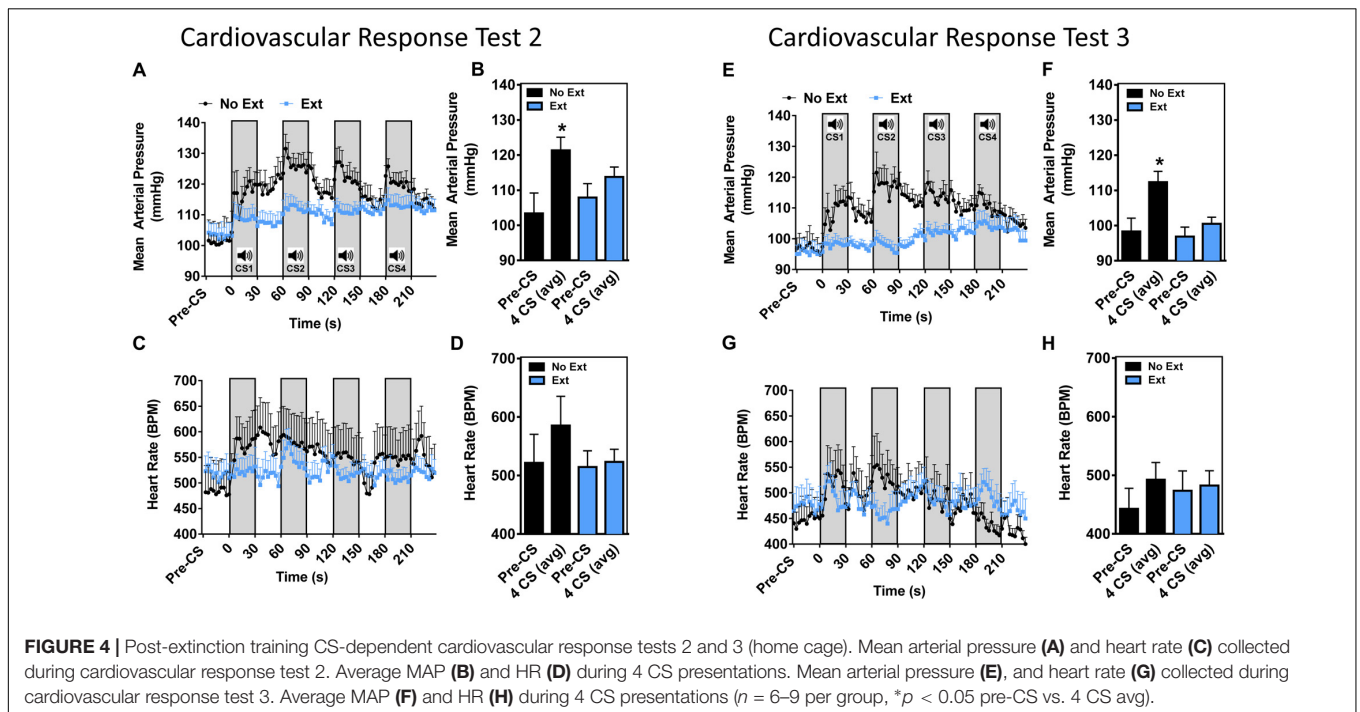 Cardiovascular Response Test 2
Cardiovascular Response Test 3
A
No Ext Ext
Mean Arterial Pressure
(mmHg)
140
130
120
110
100
90
CS1 CS2 CS3 CS4
Pre-CS 0 30 60 90 120 150 180 210
Time (s)
B
No Ext
Ext
Mean Arterial Pressure
(mmHg)
140
130
120
110
100
90
*
Pre-CS 4 CS (avg) Pre-CS 4 CS (avg)
E
No Ext Ext
Mean Arterial Pressure
(mmHg)
140
130
120
110
100
90
CS1 CS2 CS3 CS4
Pre-CS 0 30 60 90 120 150 180 210
Time (s)
F
No Ext
Ext
Mean Arterial Pressure
(mmHg)
140
130
120
110
100
90
*
Pre-CS 4 CS (avg) Pre-CS 4 CS (avg)
C
Heart Rate (BPM)
700
650
600
550
500
450
400
Pre-CS 0 30 60 90 120 150 180 210
Time (s)
D
No Ext
Ext
Heart Rate (BPM)
700
600
500
400
Pre-CS 4 CS (avg) Pre-CS 4 CS (avg)
G
Heart Rate (BPM)
700
650
600
550
500
450
400
Pre-CS 0 30 60 90 120 150 180 210
Time (s)
H
No Ext
Ext
Heart Rate (BPM)
700
600
500
400
Pre-CS 4 CS (avg) Pre-CS 4 CS (avg)
FIGURE 4 | Post-extinction training CS-dependent cardiovascular response tests 2 and 3 (home cage). Mean arterial pressure (A) and heart rate (C) collected
during cardiovascular response test 2. Average MAP (B) and HR (D) during 4 CS presentations. Mean arterial pressure (E), and heart rate (G) collected during
cardiovascular response test 3. Average MAP (F) and HR (H) during 4 CS presentations (n = 6–9 per group, *p < 0.05 pre-CS vs. 4 CS avg).